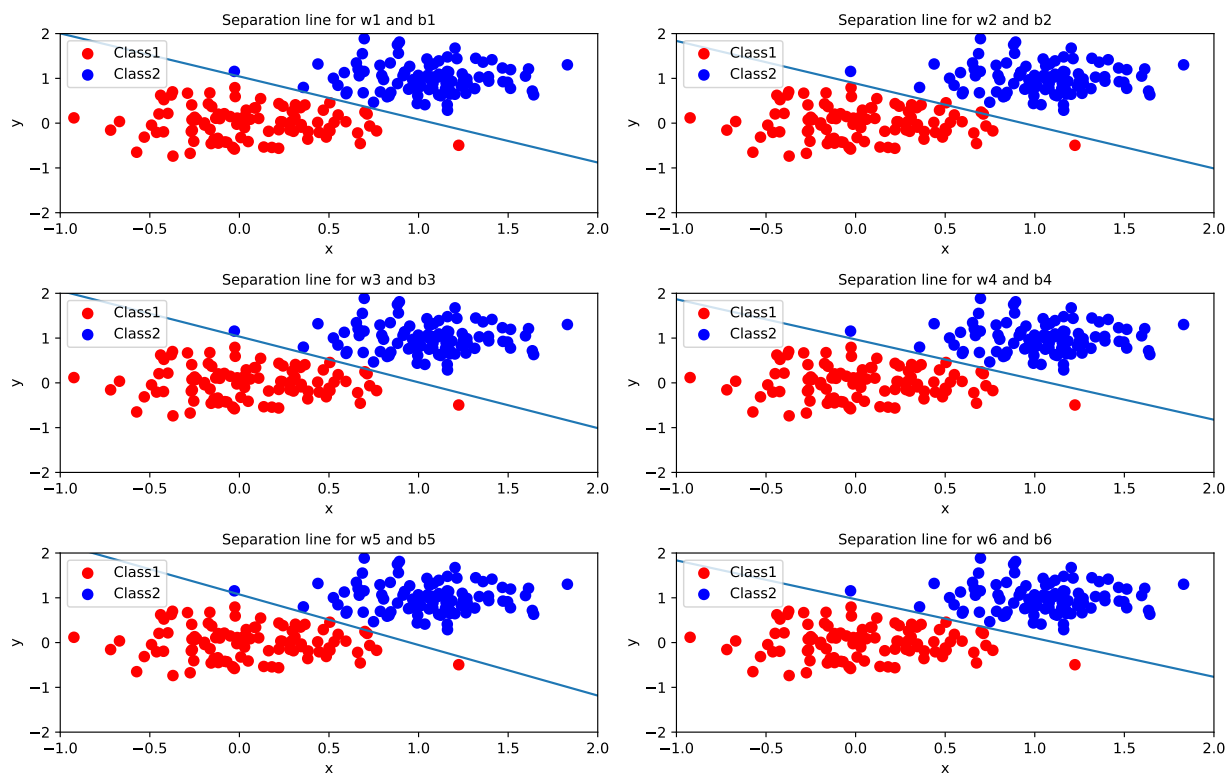 Separation line for w1 and b1
Class1
Class2
y
2
1
0
−1
−2
−1.0 −0.5 0.0 0.5 1.0 1.5 2.0
x
Separation line for w2 and b2
Class1
Class2
y
2
1
0
−1
−2
−1.0 −0.5 0.0 0.5 1.0 1.5 2.0
x
Separation line for w3 and b3
Class1
Class2
y
2
1
0
−1
−2
−1.0 −0.5 0.0 0.5 1.0 1.5 2.0
x
Separation line for w4 and b4
Class1
Class2
y
2
1
0
−1
−2
−1.0 −0.5 0.0 0.5 1.0 1.5 2.0
x
Separation line for w5 and b5
Class1
Class2
y
2
1
0
−1
−2
−1.0 −0.5 0.0 0.5 1.0 1.5 2.0
x
Separation line for w6 and b6
Class1
Class2
y
2
1
0
−1
−2
−1.0 −0.5 0.0 0.5 1.0 1.5 2.0
x